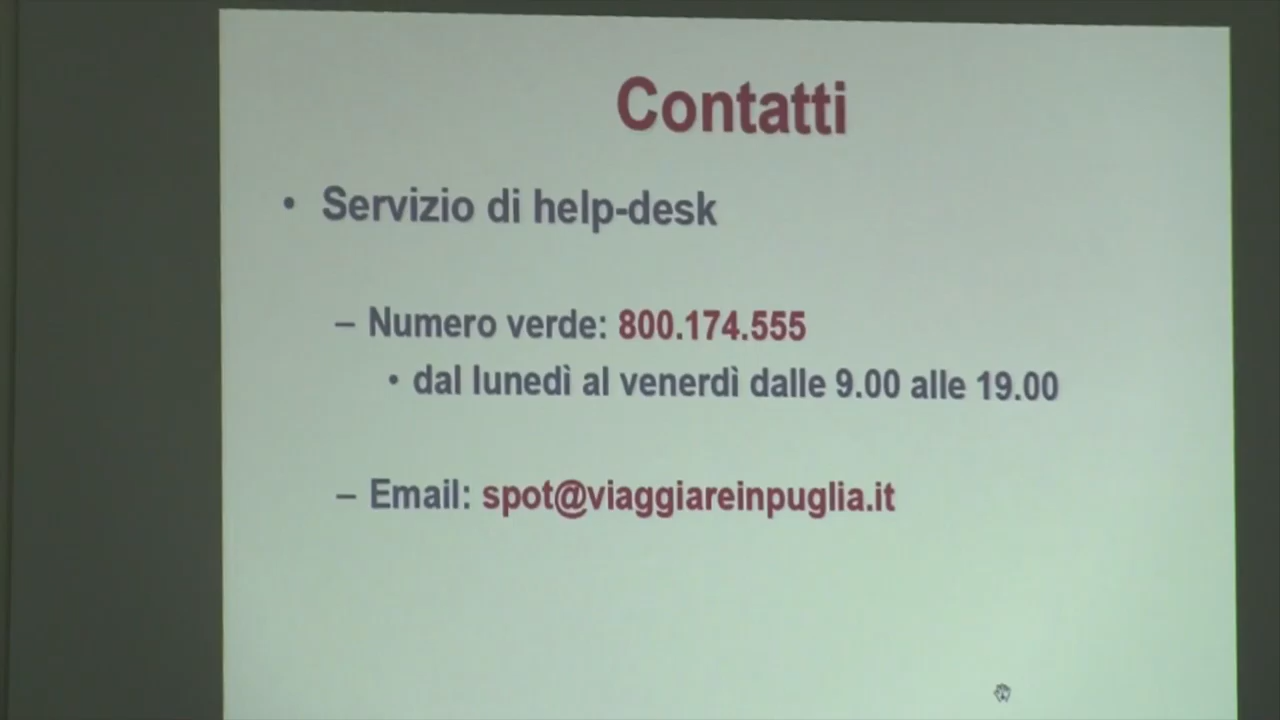 Contatti
• Servizio di help-desk
– Numero verde: 800.174.555
• dal lunedì al venerdì dalle 9.00 alle 19.00
– Email: spot@viaggiareinpuglia.it